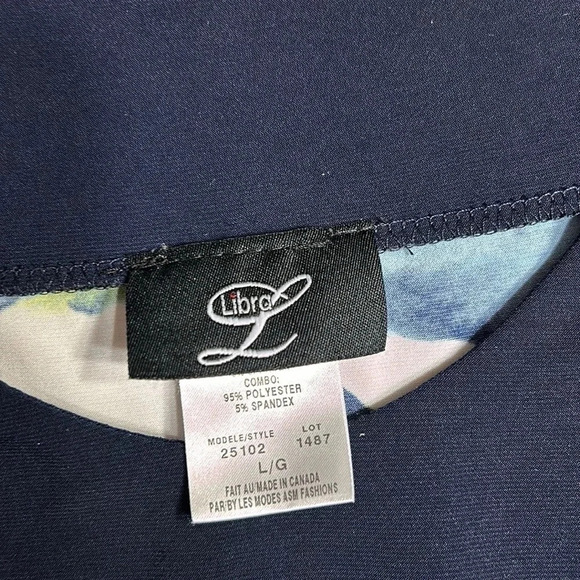 Libra
L
COMBO:
95% POLYESTER
5% SPANDEX
MODELE/STYLE LOT
25102 1487
L/G
FAIT AU/MADE IN CANADA
PAR/BY LES MODES ASM FASHIONS